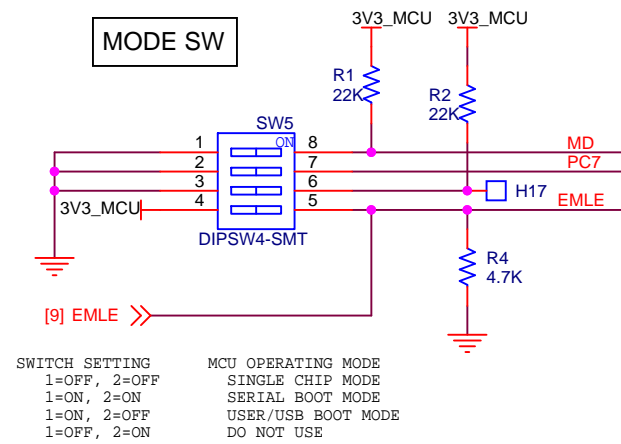 MODE SW
3V3_MCU 3V3_MCU
R1
22K
R2
22K
SW5
ON
1 8
2 7
3 6
4 5
MD
PC7
H17
EMLE
3V3_MCU
DIPSW4-SMT
R4
4.7K
[9] EMLE
SWITCH SETTING MCU OPERATING MODE
1=OFF, 2=OFF SINGLE CHIP MODE
1=ON, 2=ON SERIAL BOOT MODE
1=ON, 2=OFF USER/USB BOOT MODE
1=OFF, 2=ON DO NOT USE